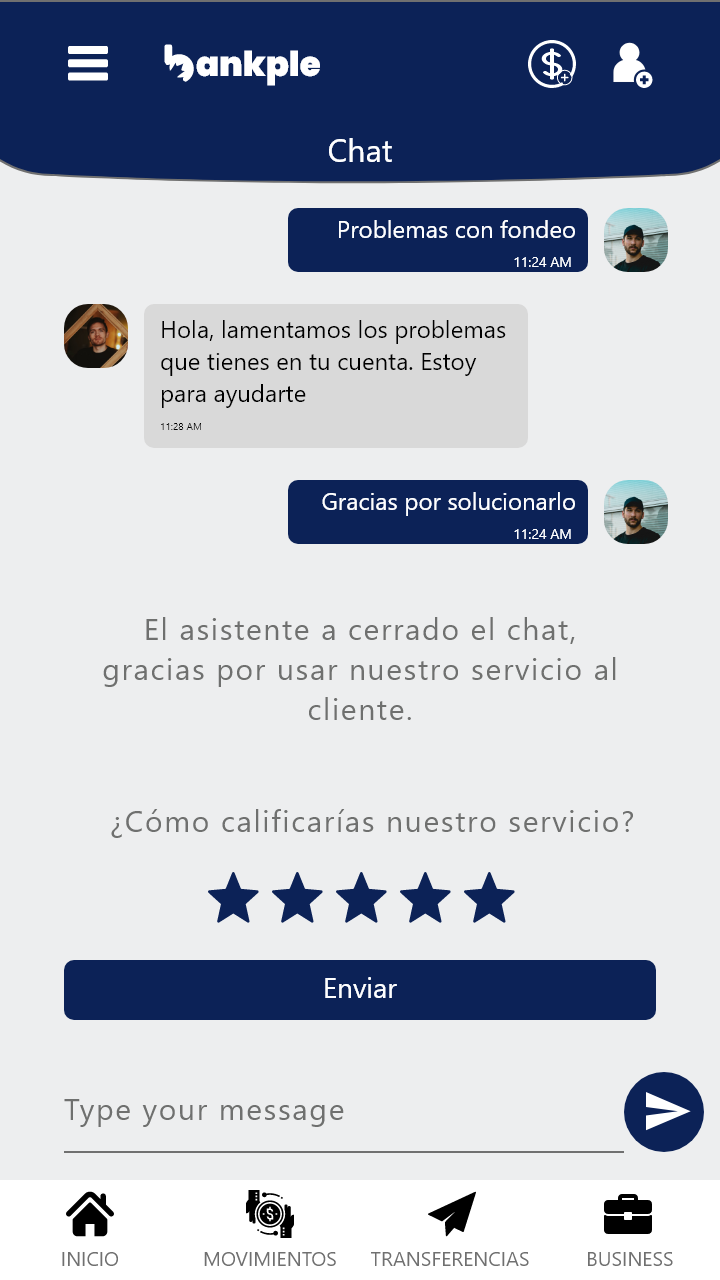 bankple
Chat
Problemas con fondeo
11:24 AM
Hola, lamentamos los problemas
que tienes en tu cuenta. Estoy
para ayudarte
11:28 AM
Gracias por solucionarlo
11:24 AM
El asistente a cerrado el chat,
gracias por usar nuestro servicio al
cliente.
¿Cómo calificarías nuestro servicio?
Enviar
Type your message
INICIO
MOVIMIENTOS
TRANSFERENCIAS
BUSINESS